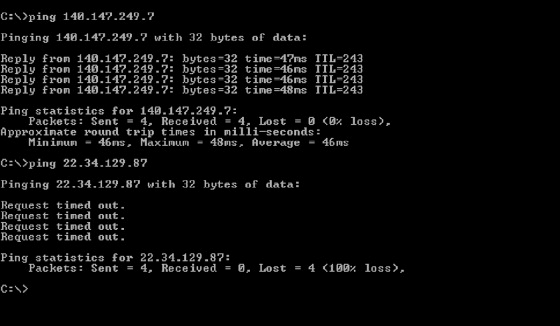 C:\>ping 140.147.249.7
Pinging 140.147.249.7 with 32 bytes of data:
Reply from 140.147.249.7: bytes=32 time=47ms TTL=243
Reply from 140.147.249.7: bytes=32 time=46ms TTL=243
Reply from 140.147.249.7: bytes=32 time=46ms TTL=243
Reply from 140.147.249.7: bytes=32 time=48ms TTL=243
Ping statistics for 140.147.249.7:
Packets: Sent = 4, Received = 4, Lost = 0 (0% loss),
Approximate round trip times in milli-seconds:
Minimum = 46ms, Maximum = 48ms, Average = 46ms
C:\>ping 22.34.129.87
Pinging 22.34.129.87 with 32 bytes of data:
Request timed out.
Request timed out.
Request timed out.
Request timed out.
Ping statistics for 22.34.129.87:
Packets: Sent = 4, Received = 0, Lost = 4 (100% loss),
C:\>